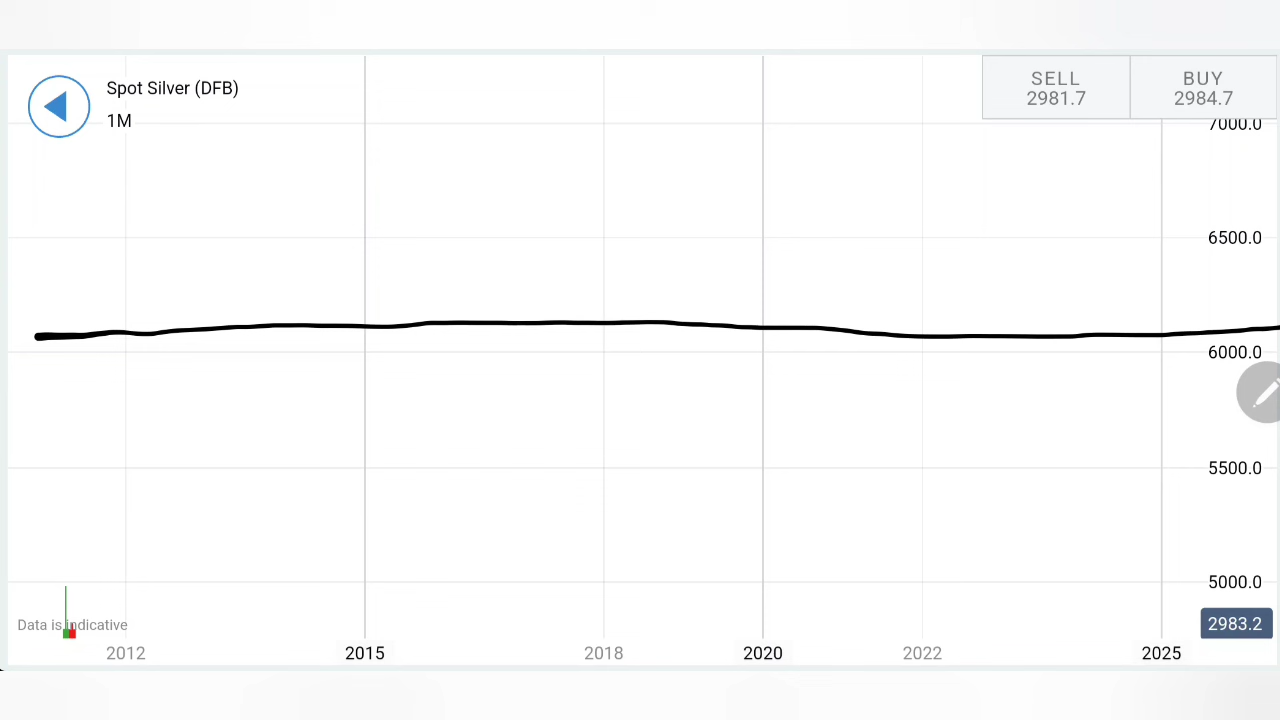 Spot Silver (DFB)
1M
SELL
2981.7
BUY
2984.7
7000.0
6500.0
6000.0
5500.0
5000.0
2983.2
Data is indicative
2012
2015
2018
2020
2022
2025